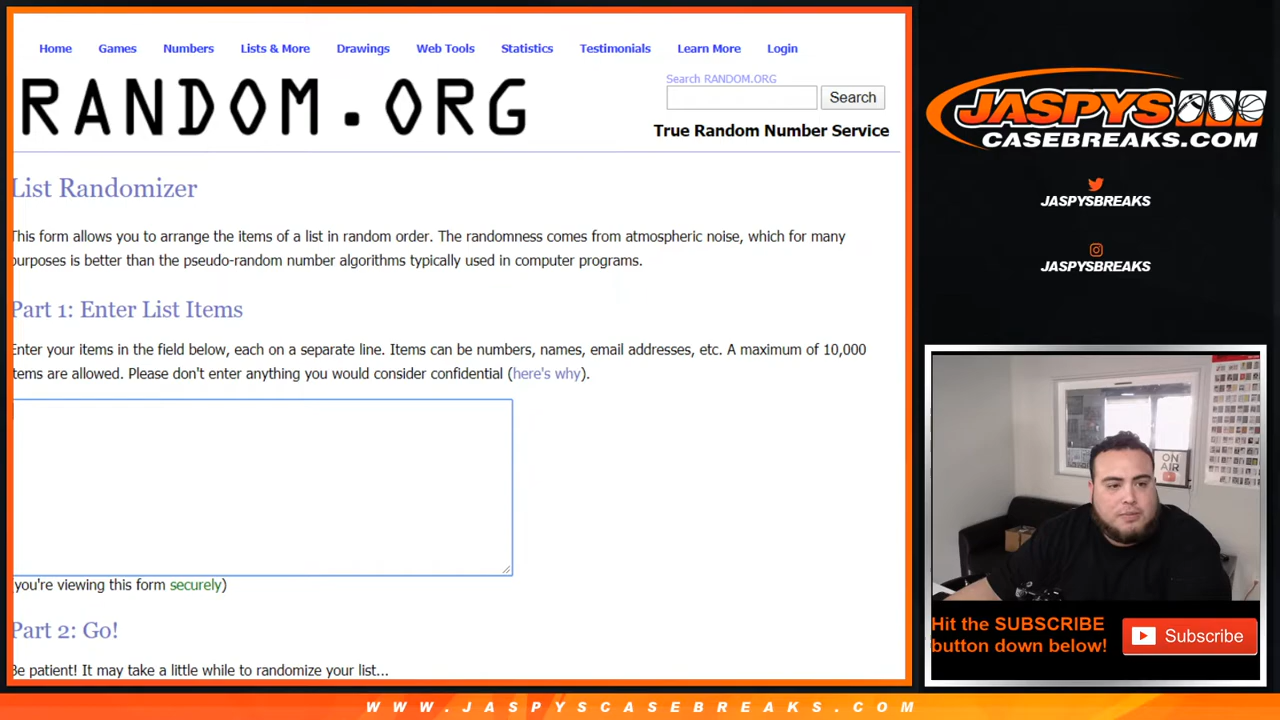 Home Games Numbers Lists & More Drawings Web Tools Statistics Testimonials Learn More Login
RANDOM.ORG
Search RANDOM.ORG
Search
True Random Number Service
List Randomizer
This form allows you to arrange the items of a list in random order. The randomness comes from atmospheric noise, which for many
purposes is better than the pseudo-random number algorithms typically used in computer programs.
Part 1: Enter List Items
Enter your items in the field below, each on a separate line. Items can be numbers, names, email addresses, etc. A maximum of 10,000
items are allowed. Please don't enter anything you would consider confidential (here's why).
(you're viewing this form securely)
Part 2: Go!
Be patient! It may take a little while to randomize your list...
JASPYS
CASEBREAKS.COM
JASPYSBREAKS
JASPYSBREAKS
ON
AIR
Hit the SUBSCRIBE
button down below!
Subscribe
WWW.JASPYSCASEBREAKS.COM